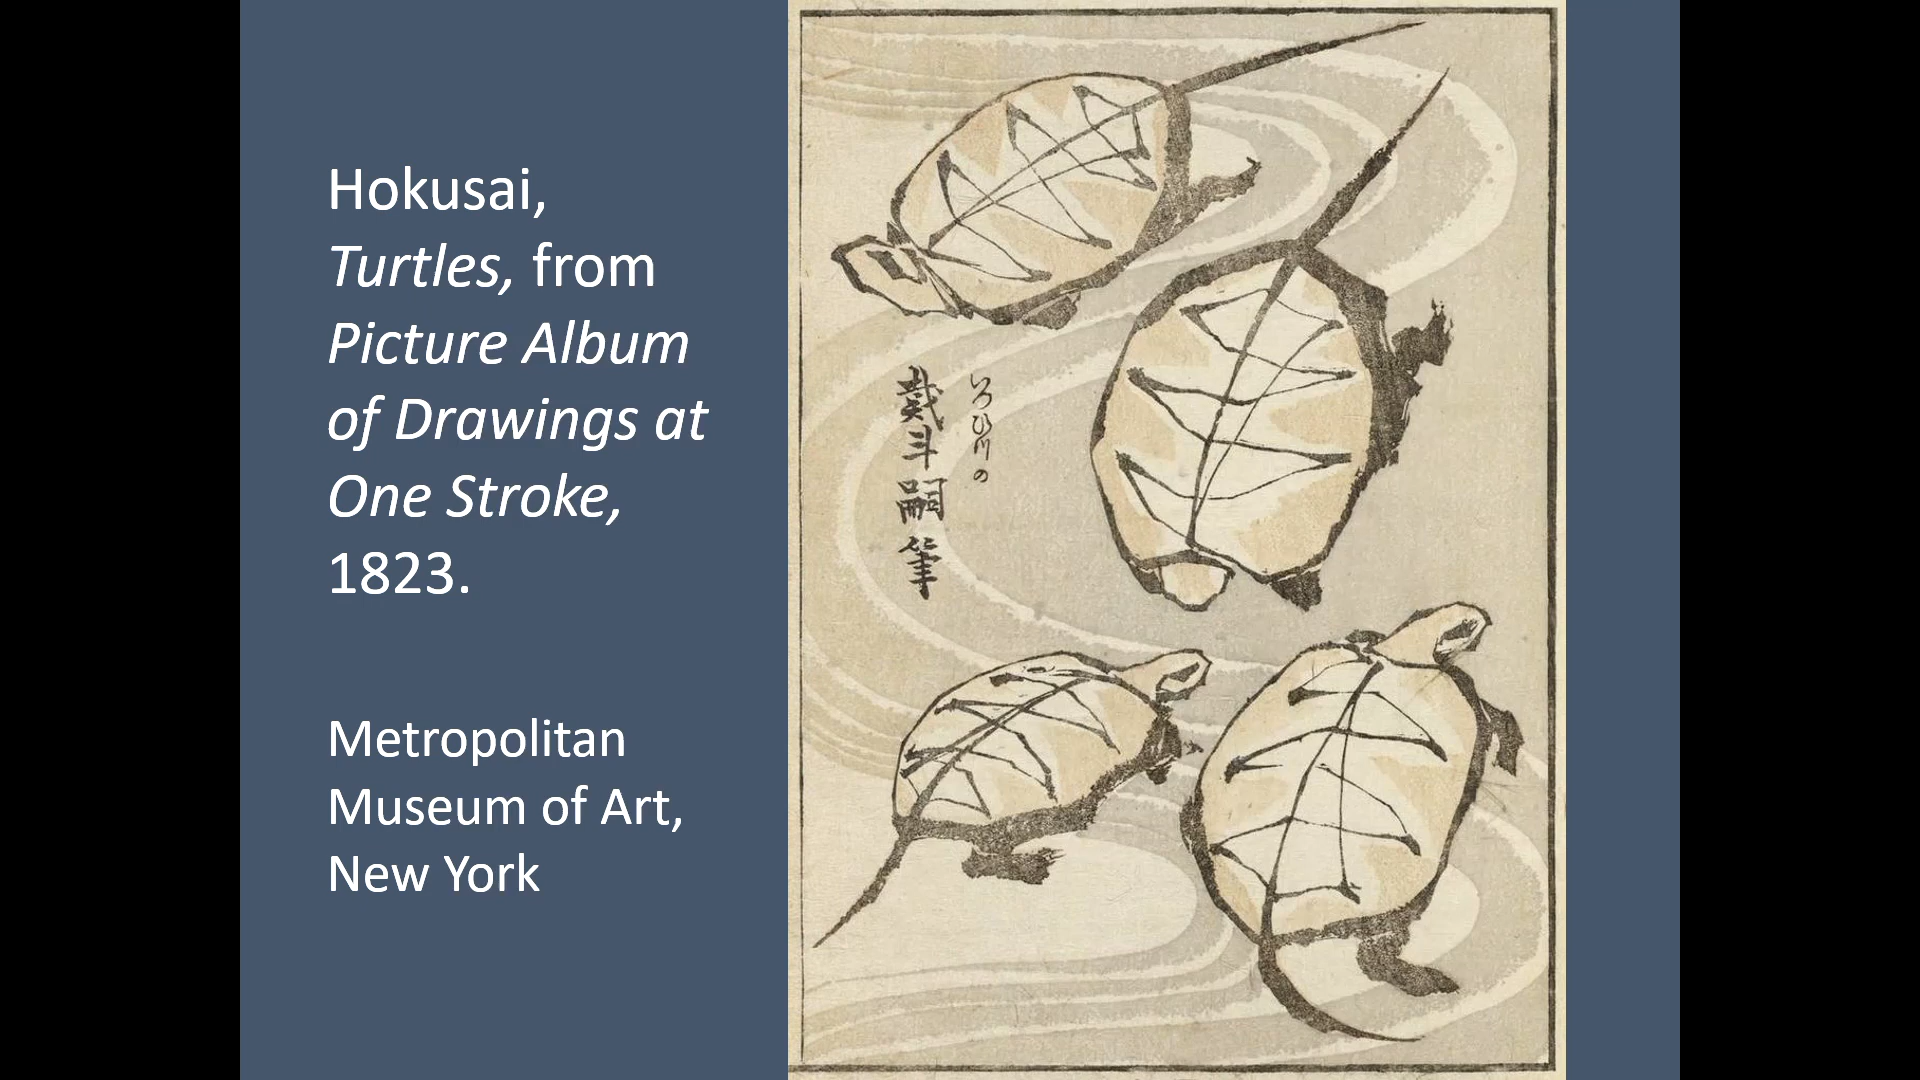 Hokusai,
Turtles, from
Picture Album
of Drawings at
One Stroke,
1823.
Metropolitan
Museum of Art,
New York
戴斗嗣筆